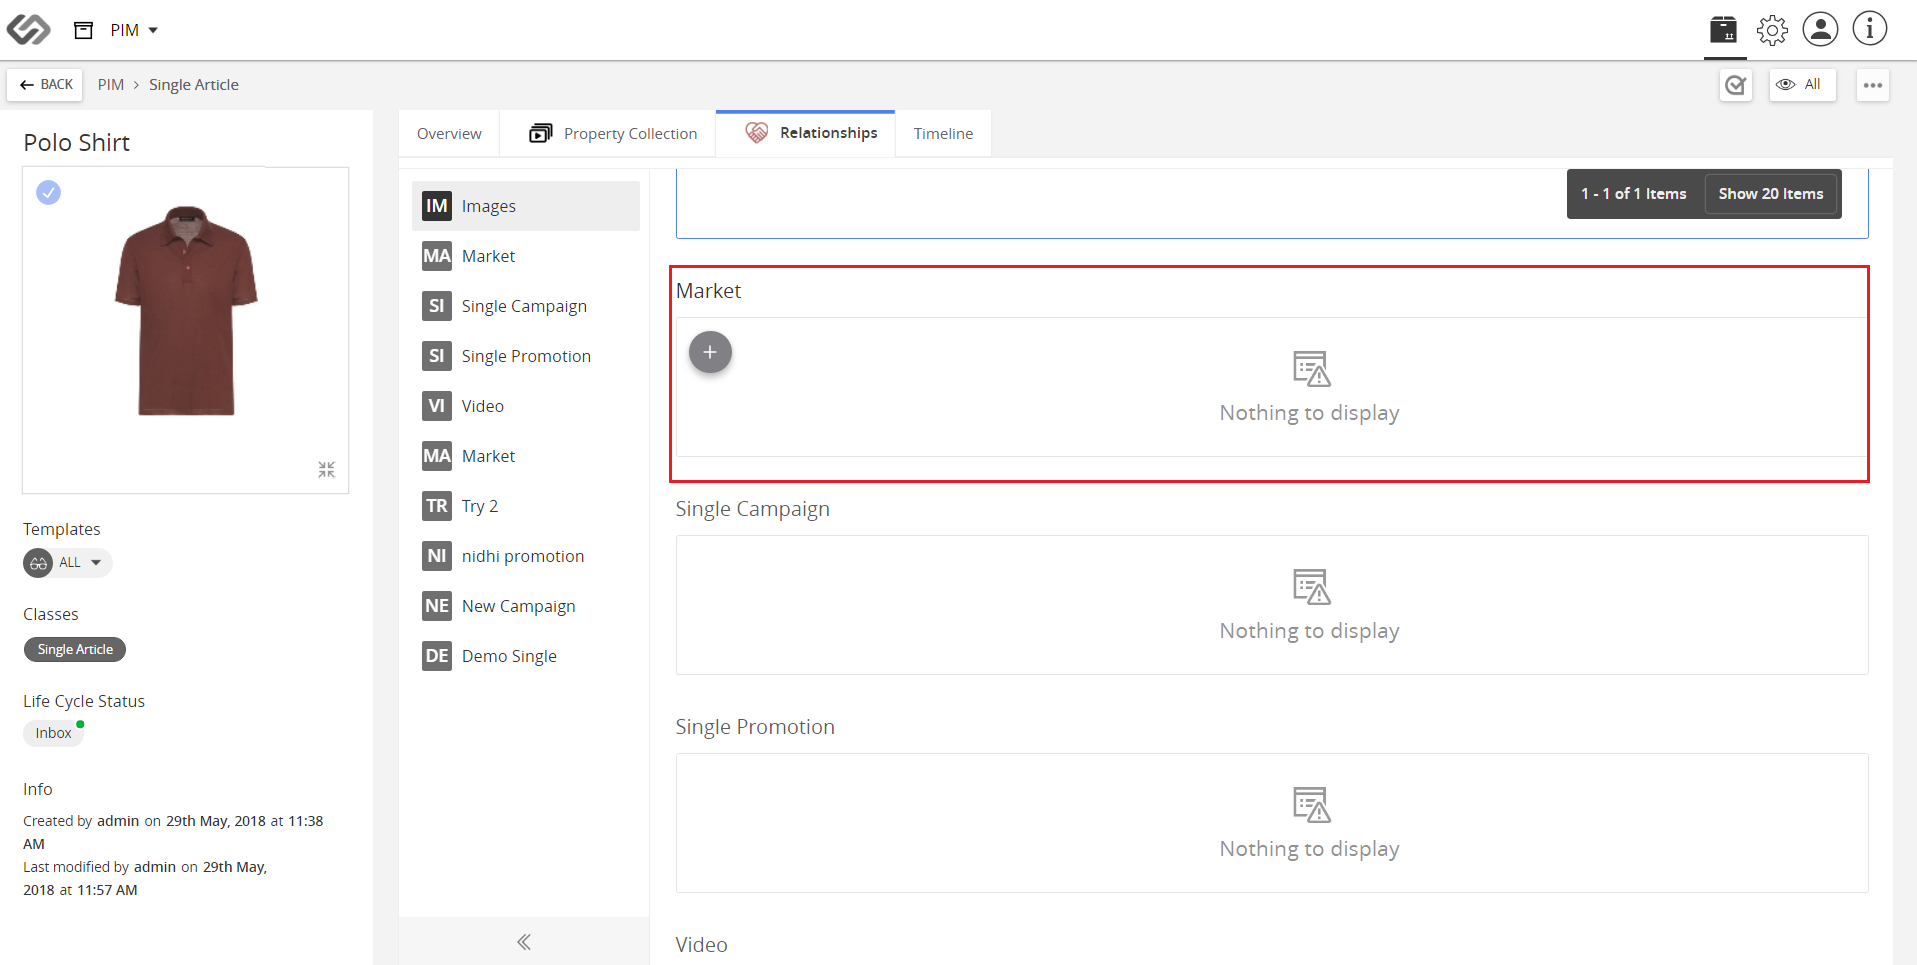 PIM
BACK
PIM > Single Article
All
Polo Shirt
Templates
ALL
Classes
Single Article
Life Cycle Status
Inbox
Info
Created by admin on 29th May, 2018 at 11:38
AM
Last modified by admin on 29th May,
2018 at 11:57 AM
Overview
Property Collection
Relationships
Timeline
IM Images
MA Market
SI Single Campaign
SI Single Promotion
VI Video
MA Market
TR Try 2
NI nidhi promotion
NE New Campaign
DE Demo Single
1 - 1 of 1 Items
Show 20 Items
Market
Nothing to display
Single Campaign
Nothing to display
Single Promotion
Nothing to display
Video